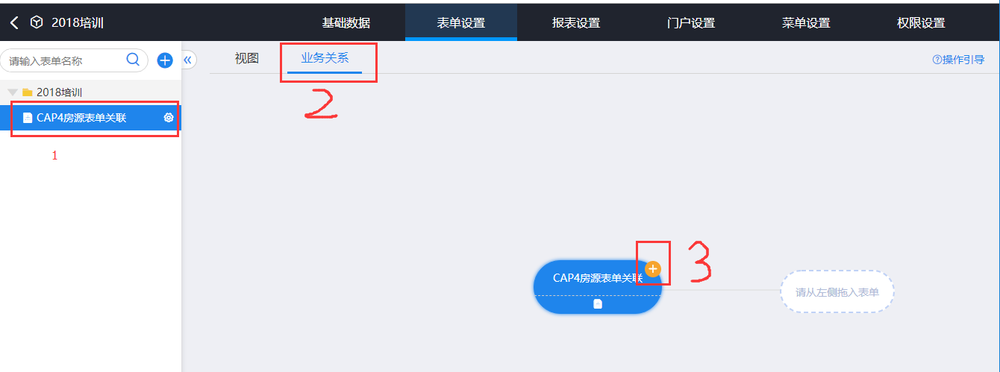 2018培训
基础数据
表单设置
报表设置
门户设置
菜单设置
权限设置
请输入表单名称
视图
业务关系
操作引导
2018培训
2
CAP4房源表单关联
1
3
CAP4房源表单关联
请从左侧拖入表单